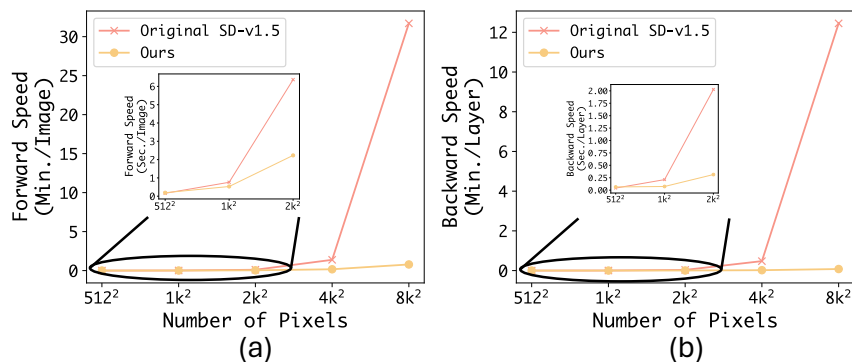 Original SD-v1.5
Ours
Forward Speed
(Min./Image)
30
25
20
15
10
5
0
Forward Speed
(Sec./Image)
6
5
4
3
2
1
0
512²
1k²
2k²
512²
1k²
2k²
4k²
8k²
Number of Pixels
(a)
Original SD-v1.5
Ours
Backward Speed
(Min./Layer)
12
10
8
6
4
2
0
Backward Speed
(Sec./Layer)
2.00
1.75
1.50
1.25
1.00
0.75
0.50
0.25
0.00
512²
1k²
2k²
512²
1k²
2k²
4k²
8k²
Number of Pixels
(b)